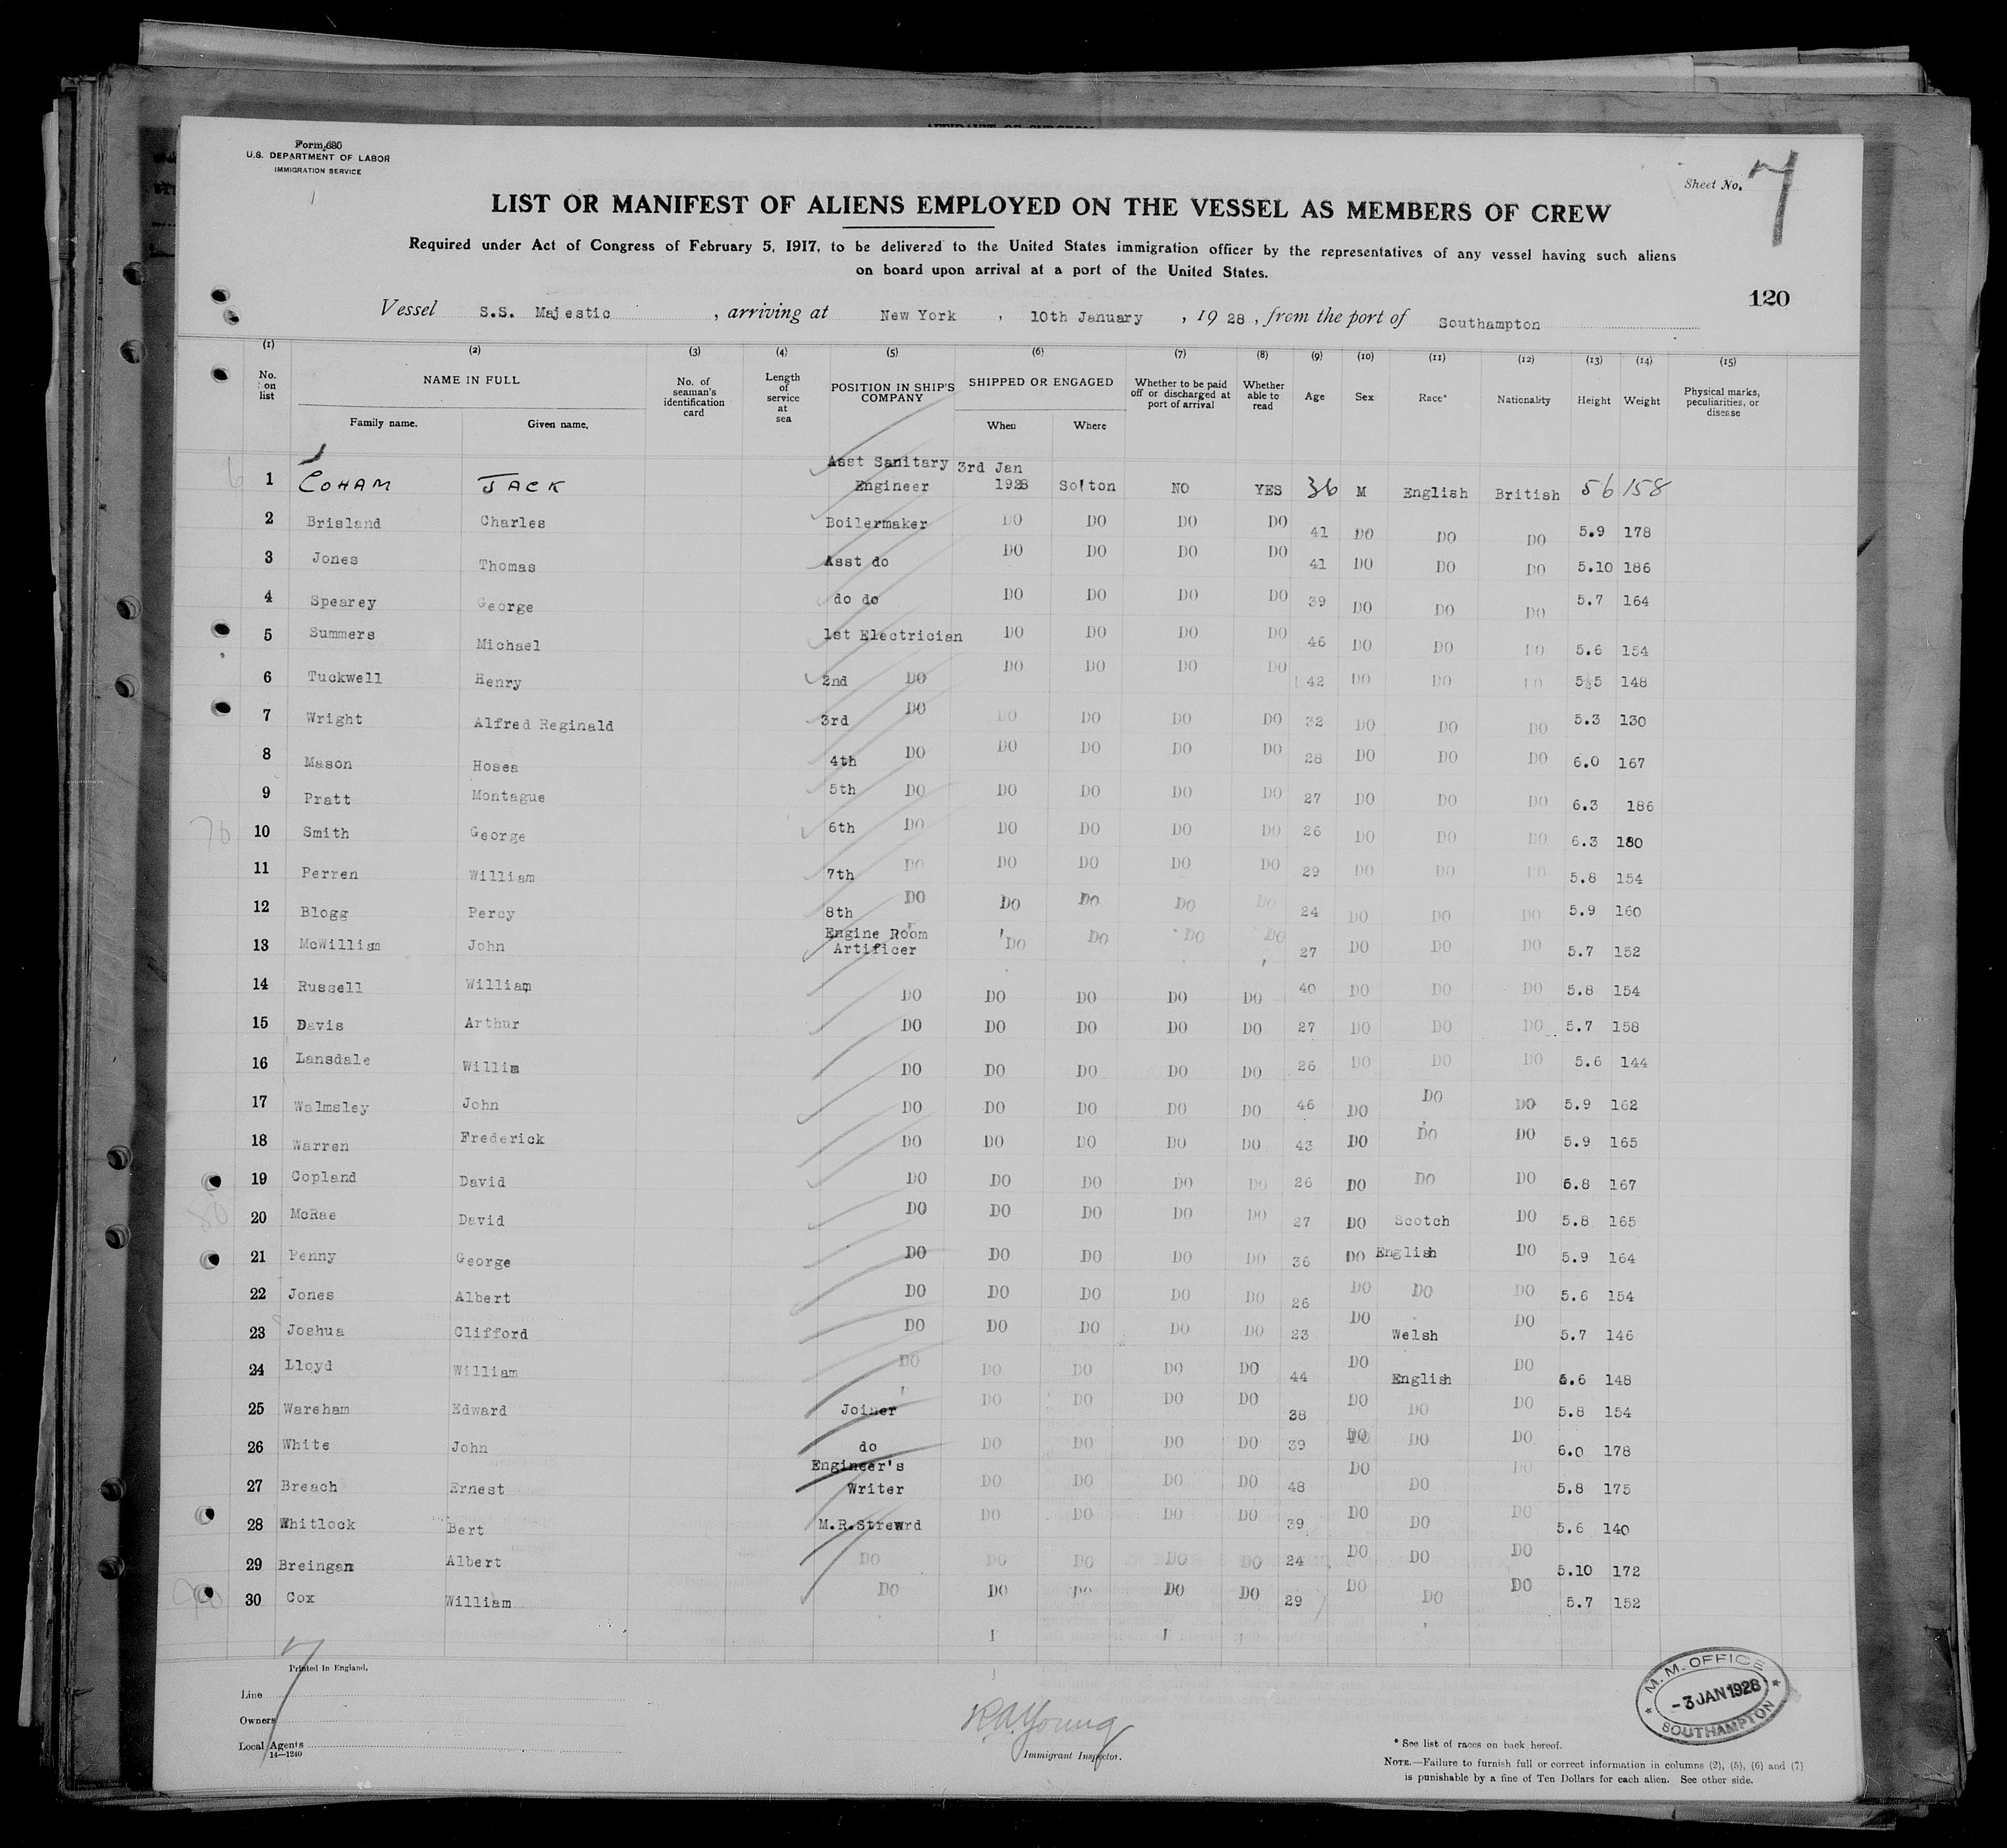 Form 680
U.S. DEPARTMENT OF LABOR
IMMIGRATION SERVICE
Sheet No. 7
LIST OR MANIFEST OF ALIENS EMPLOYED ON THE VESSEL AS MEMBERS OF CREW
Required under Act of Congress of February 5, 1917, to be delivered to the United States immigration officer by the representatives of any vessel having such aliens
on board upon arrival at a port of the United States.
120
Vessel S.S. Majestic, arriving at New York, 10th January, 1928, from the port of Southampton
(1) (2) (3) (4) (5) (6) (7) (8) (9) (10) (11) (12) (13) (14) (15)
No. on list NAME IN FULL No. of seaman's identification card Length of service at sea POSITION IN SHIP'S COMPANY SHIPPED OR ENGAGED Whether to be paid off or discharged at port of arrival Whether able to read Age Sex Race* Nationality Height Weight Physical marks, peculiarities, or disease
Family name. Given name. When Where
1 COHAM JACK Asst Sanitary Engineer 3rd Jan 1928 So'ton NO YES 36 M English British 56 158
2 Brisland Charles Boilermaker DO DO DO DO 41 DO DO DO 5.9 178
3 Jones Thomas Asst do DO DO DO DO 41 DO DO DO 5.10 186
4 Spearey George do do DO DO DO DO 39 DO DO DO 5.7 164
5 Summers Michael 1st Electrician DO DO DO DO 46 DO DO DO 5.6 154
6 Tuckwell Henry 2nd DO DO DO DO DO 42 DO DO DO 5.5 148
7 Wright Alfred Reginald 3rd DO DO DO DO DO 32 DO DO DO 5.3 130
8 Mason Hosea 4th DO DO DO DO DO 28 DO DO DO 6.0 167
9 Pratt Montague 5th DO DO DO DO DO 27 DO DO DO 6.3 186
70 10 Smith George 6th DO DO DO DO DO 26 DO DO DO 6.3 180
11 Perren William 7th DO DO DO DO DO 29 DO DO DO 5.8 154
12 Blogg Percy 8th DO DO DO DO DO 24 DO DO DO 5.9 160
13 McWilliam John Engine Room Artificer DO DO DO DO 27 DO DO DO 5.7 152
14 Russell William DO DO DO DO DO 40 DO DO DO 5.8 154
15 Davis Arthur DO DO DO DO DO 27 DO DO DO 5.7 158
16 Lansdale Willim DO DO DO DO DO 26 DO DO DO 5.6 144
17 Walmsley John DO DO DO DO DO 46 DO DO DO 5.9 162
18 Warren Frederick DO DO DO DO DO 43 DO DO DO 5.9 165
19 Copland David DO DO DO DO DO 26 DO DO DO 5.8 167
80 20 McRae David DO DO DO DO DO 27 DO Scotch DO 5.8 165
21 Penny George DO DO DO DO DO 36 DO English DO 5.9 164
22 Jones Albert DO DO DO DO DO 26 DO DO DO 5.6 154
23 Joshua Clifford DO DO DO DO DO 23 DO Welsh DO 5.7 146
24 Lloyd William DO DO DO DO DO 44 DO English DO 5.6 148
25 Wareham Edward Joiner DO DO DO DO 38 DO DO DO 5.8 154
26 White John do DO DO DO DO 39 DO DO DO 6.0 178
27 Breach Ernest Engineer's Writer DO DO DO DO 48 DO DO DO 5.8 175
28 Whitlock Bert M.R.Strewrd DO DO DO DO 39 DO DO DO 5.6 140
29 Breingan Albert DO DO DO DO DO 24 DO DO DO 5.10 172
90 30 Cox William DO DO DO DO DO 29 DO DO DO 5.7 152
Printed in England.
Line
Owners
Local Agents
14—1240
R.A. Young
Immigrant Inspector.
M. M. OFFICE
-3 JAN 1928
SOUTHAMPTON
* See list of races on back hereof.
NOTE.—Failure to furnish full or correct information in columns (2), (5), (6) and (7)
is punishable by a fine of Ten Dollars for each alien. See other side.